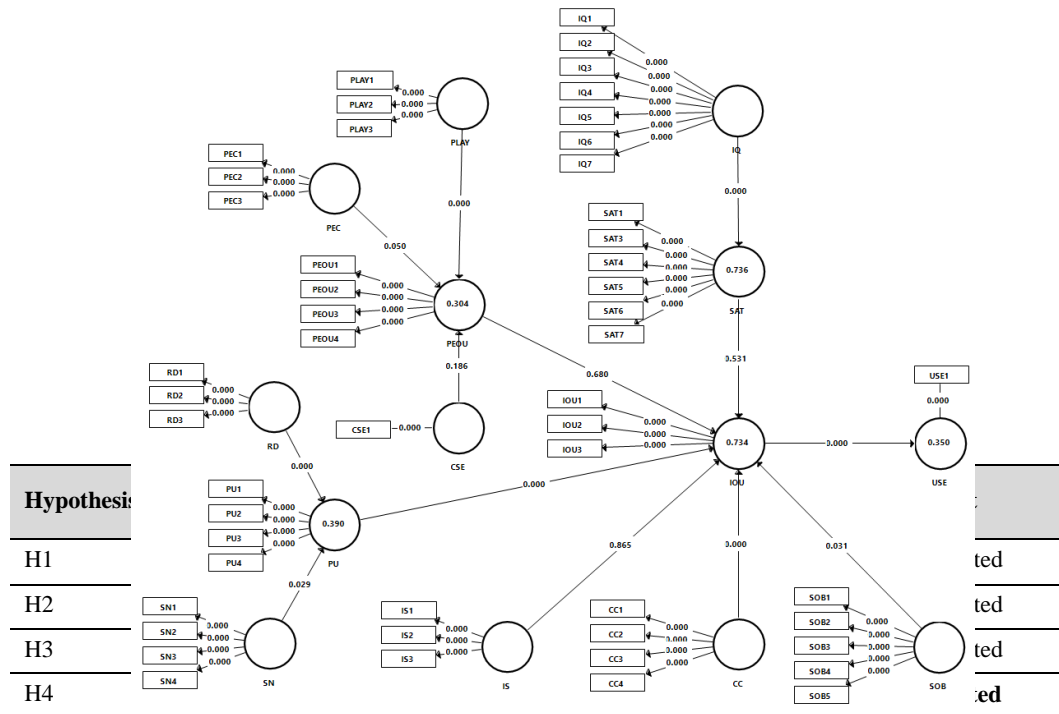 IQ1
IQ2
IQ3
IQ4
IQ5
IQ6
IQ7
0.000
0.000
0.000
0.000
0.000
0.000
0.000
IQ
PLAY1
PLAY2
PLAY3
0.000
0.000
0.000
PLAY
PEC1
PEC2
PEC3
0.000
0.000
0.000
PEC
0.000
0.050
0.000
SAT1
SAT3
SAT4
SAT5
SAT6
SAT7
0.000
0.000
0.000
0.000
0.000
0.000
0.736
SAT
PEOU1
PEOU2
PEOU3
PEOU4
0.000
0.000
0.000
0.000
0.304
PEOU
0.186
0.680
0.531
RD1
RD2
RD3
0.000
0.000
0.000
RD
CSE1
0.000
CSE
IOU1
IOU2
IOU3
0.000
0.000
0.000
0.734
IOU
0.000
USE1
0.000
0.350
USE
0.000
0.000
PU1
PU2
PU3
PU4
0.000
0.000
0.000
0.000
0.390
PU
0.029
0.865
0.000
0.031
Hypothesis
H1
ted
H2
ted
H3
ted
H4
ted
SN1
SN2
SN3
SN4
0.000
0.000
0.000
0.000
SN
IS1
IS2
IS3
0.000
0.000
0.000
IS
CC1
CC2
CC3
CC4
0.000
0.000
0.000
0.000
CC
SOB1
SOB2
SOB3
SOB4
SOB5
0.000
0.000
0.000
0.000
0.000
SOB